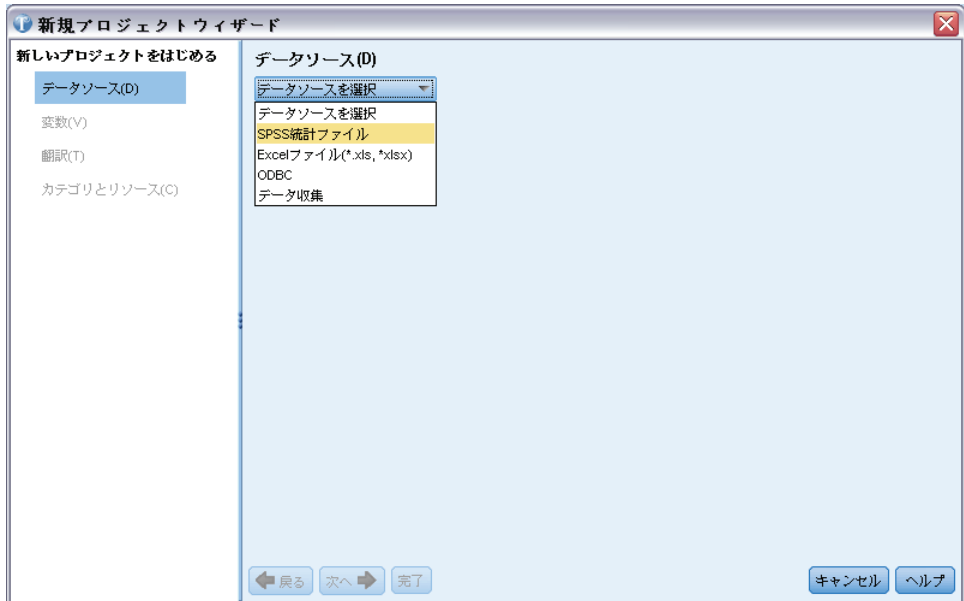 新規プロジェクトウィザード
新しいプロジェクトをはじめる
データソース(D)
変数(V)
翻訳(T)
カテゴリとリソース(C)
データソース(D)
データソースを選択
データソースを選択
SPSS統計ファイル
Excelファイル(*.xls, *xlsx)
ODBC
データ収集
戻る
次へ
完了
キャンセル
ヘルプ